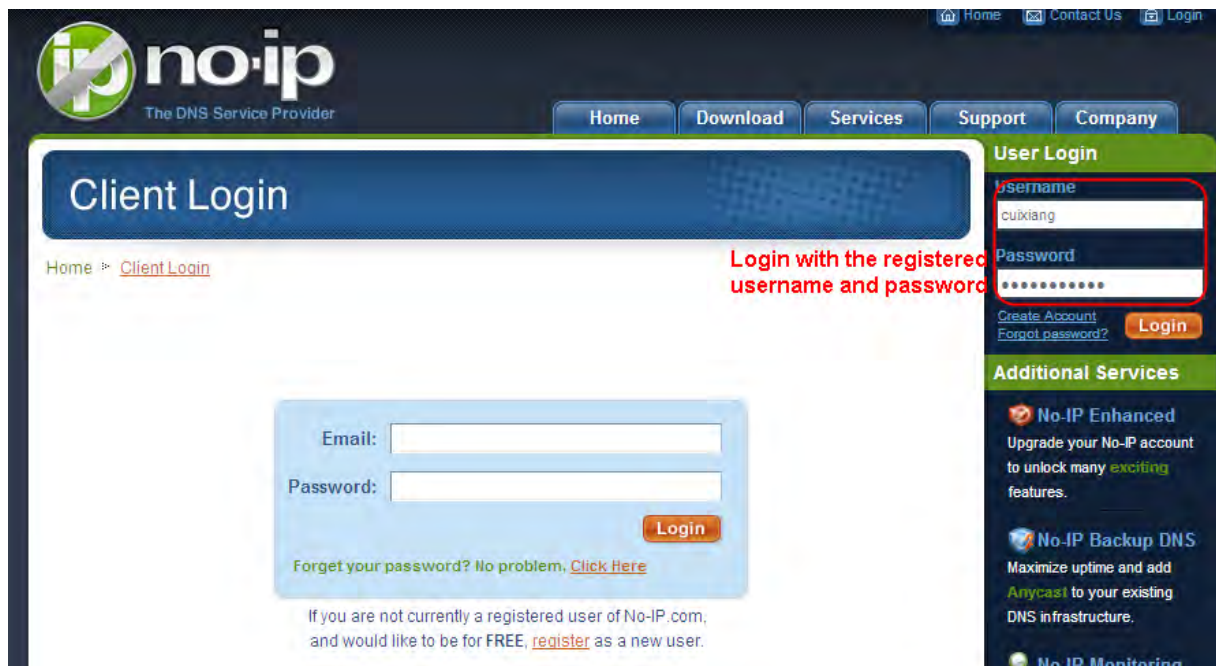 Home Contact Us Login
ip no·ip
The DNS Service Provider
Home Download Services Support Company
Client Login
Home Client Login
Login with the registered
username and password
User Login
Username
cuixiang
Password
Create Account
Forgot password?
Login
Email:
Password:
Login
Forget your password? No problem. Click Here
If you are not currently a registered user of No-IP.com,
and would like to be for FREE, register as a new user.
Additional Services
No-IP Enhanced
Upgrade your No-IP account
to unlock many exciting
features.
No-IP Backup DNS
Maximize uptime and add
Anycast to your existing
DNS infrastructure.
No-IP Monitoring